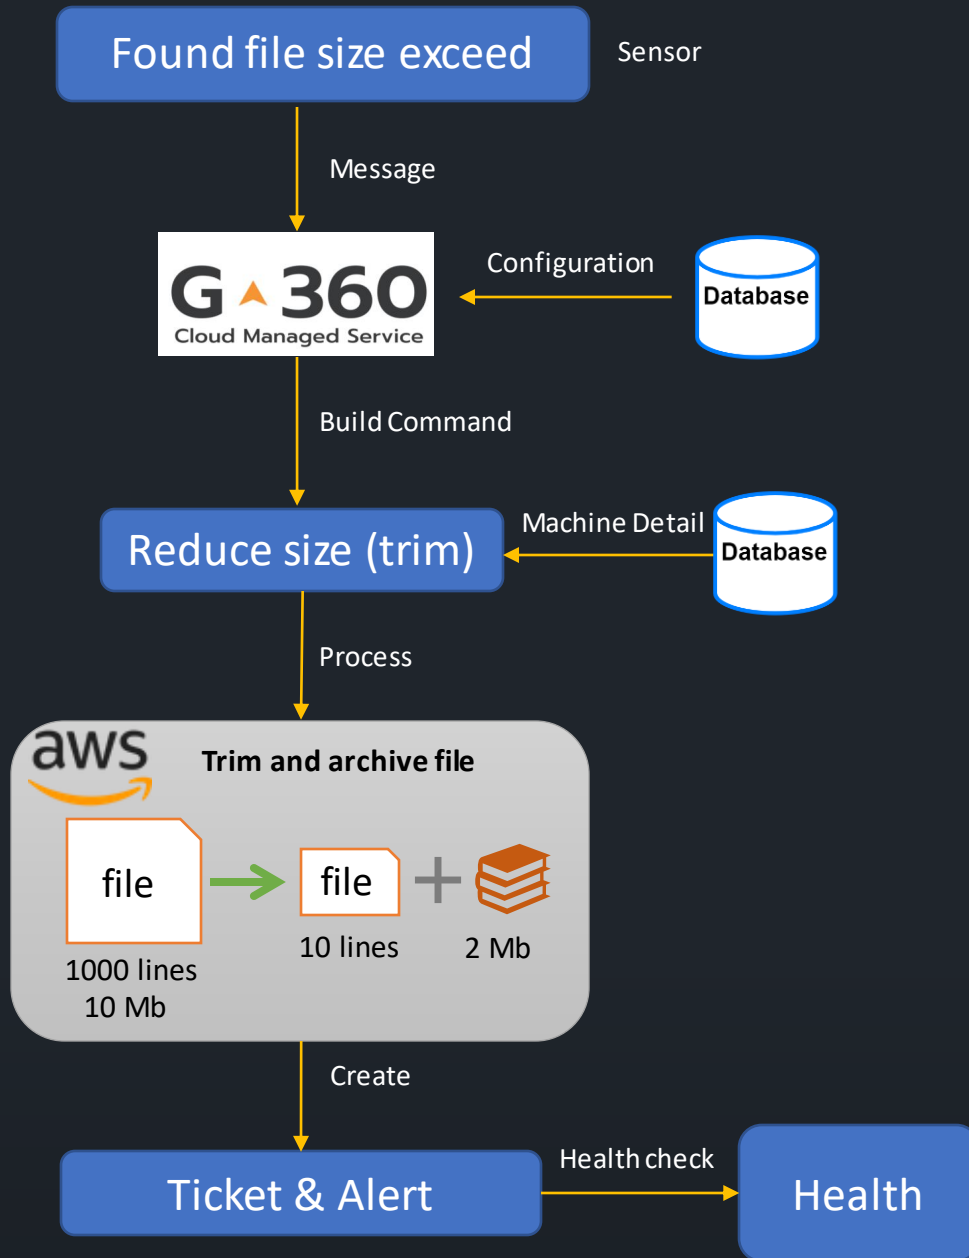 Found file size exceed
Sensor
Message
G 360
Cloud Managed Service
Configuration
Database
Build Command
Reduce size (trim)
Machine Detail
Database
Process
aws
Trim and archive file
file
file
1000 lines
10 Mb
10 lines
2 Mb
Create
Ticket & Alert
Health check
Health